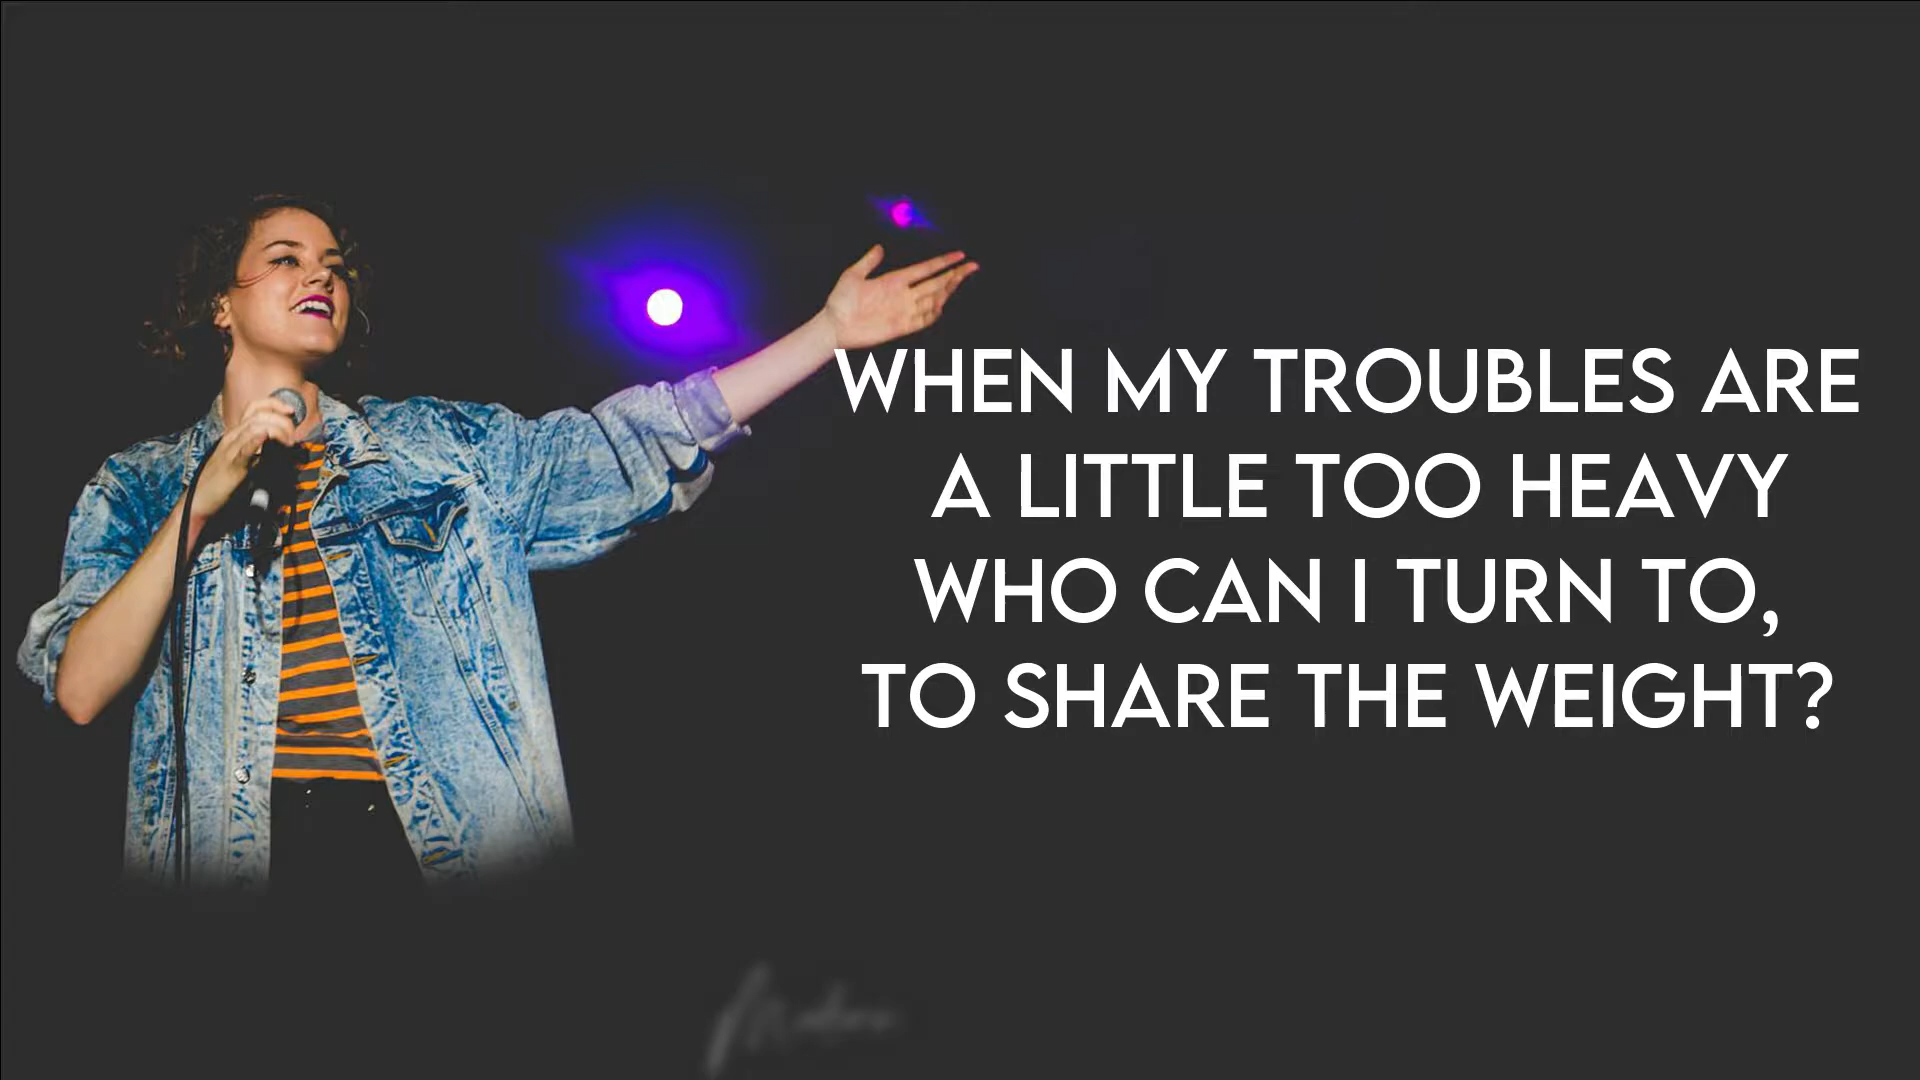 WHEN MY TROUBLES ARE
A LITTLE TOO HEAVY
WHO CAN I TURN TO,
TO SHARE THE WEIGHT?